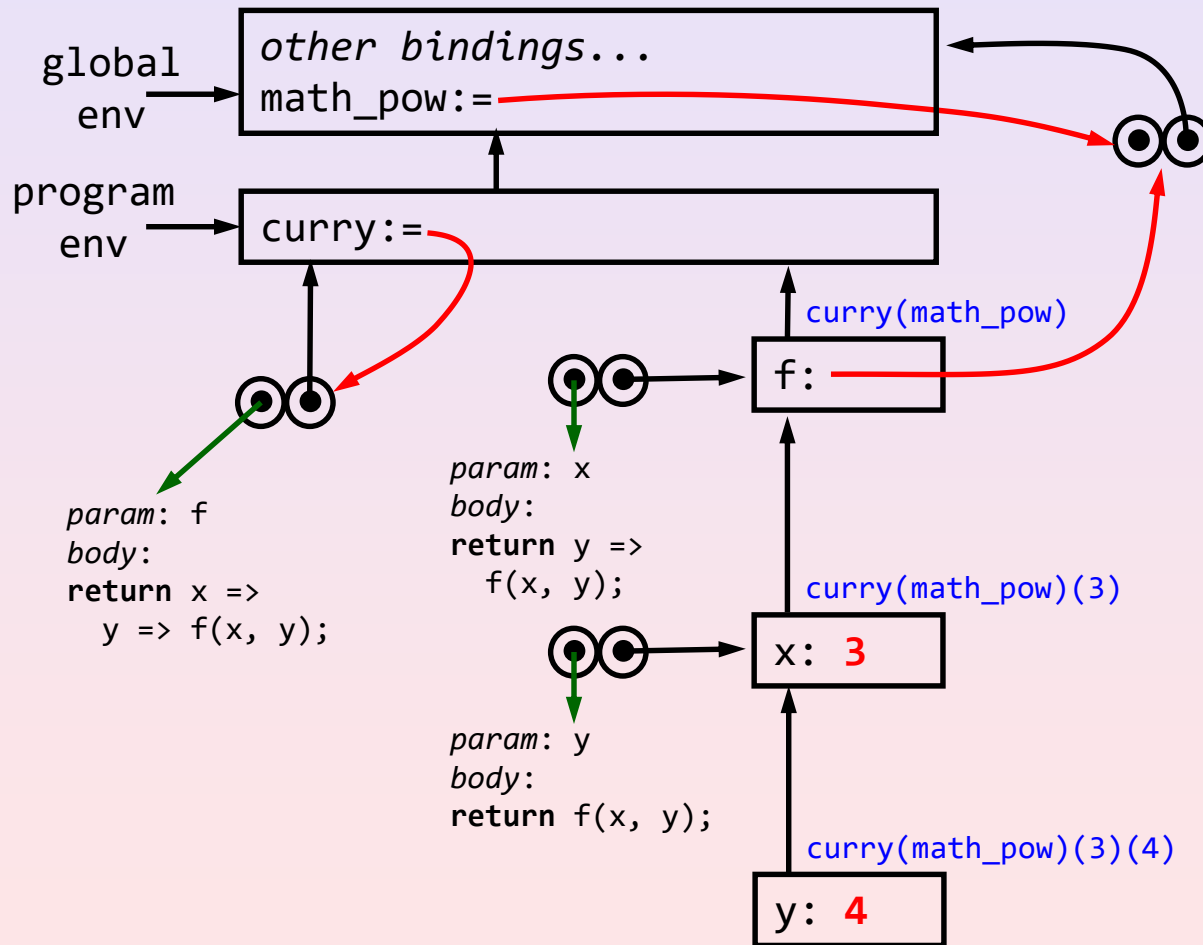 global
env
other bindings...
math_pow:=
program
env
curry:=
curry(math_pow)
f:
param: f
body:
return x =>
  y => f(x, y);
param: x
body:
return y =>
  f(x, y);
curry(math_pow)(3)
x: 3
param: y
body:
return f(x, y);
curry(math_pow)(3)(4)
y: 4